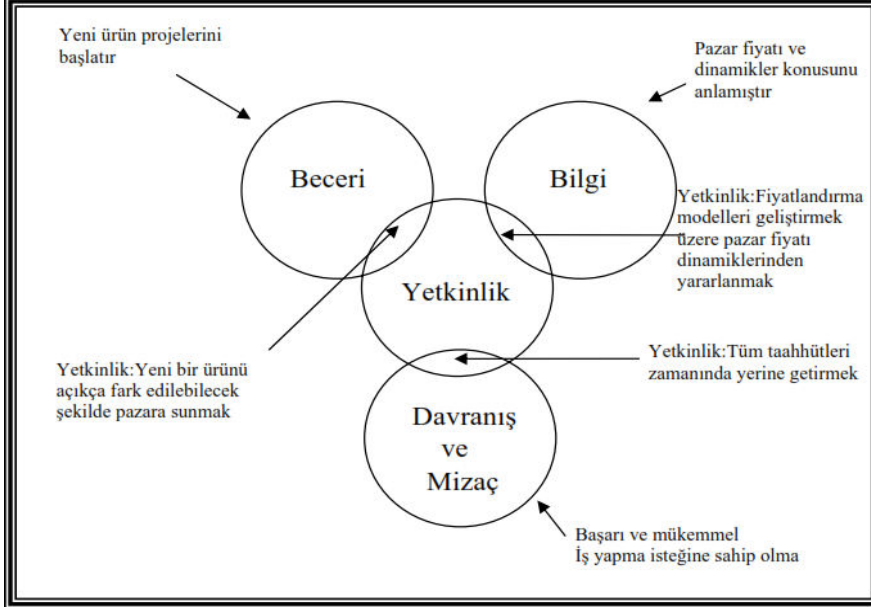 Yeni ürün projelerini
başlatır
Pazar fiyatı ve
dinamikler konusunu
anlamıştır
Beceri
Bilgi
Yetkinlik:Fiyatlandırma
modelleri geliştirmek
üzere pazar fiyatı
dinamiklerinden
yararlanmak
Yetkinlik
Yetkinlik:Yeni bir ürünü
açıkça fark edilebilecek
şekilde pazara sunmak
Yetkinlik:Tüm taahhütleri
zamanında yerine getirmek
Davranış
ve
Mizaç
Başarı ve mükemmel
İş yapma isteğine sahip olma